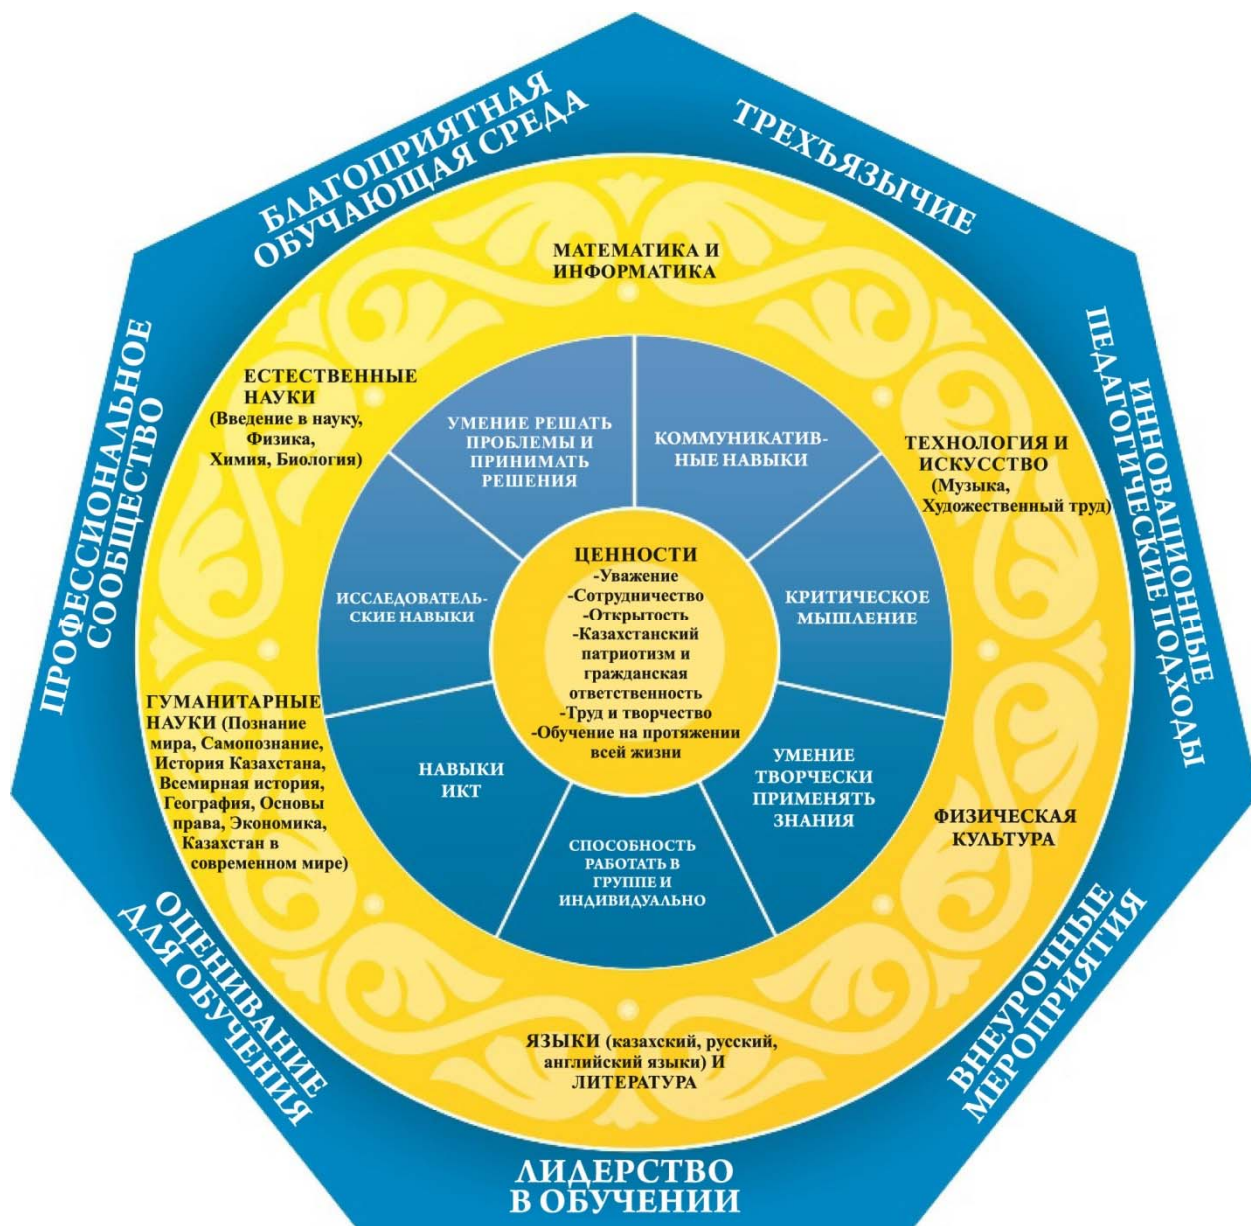 БЛАГОПРИЯТНАЯ
ОБУЧАЮЩАЯ СРЕДА
ТРЕХЪЯЗЫЧИЕ
ИННОВАЦИОННЫЕ
ПЕДАГОГИЧЕСКИЕ ПОДХОДЫ
ВНЕУРОЧНЫЕ
МЕРОПРИЯТИЯ
ЛИДЕРСТВО
В ОБУЧЕНИИ
ОЦЕНИВАНИЕ
ДЛЯ ОБУЧЕНИЯ
ПРОФЕССИОНАЛЬНОЕ
СООБЩЕСТВО
МАТЕМАТИКА И
ИНФОРМАТИКА
ТЕХНОЛОГИЯ И
ИСКУССТВО
(Музыка,
Художественный труд)
ФИЗИЧЕСКАЯ
КУЛЬТУРА
ЯЗЫКИ (казахский, русский,
английский языки) И
ЛИТЕРАТУРА
ГУМАНИТАРНЫЕ
НАУКИ (Познание
мира, Самопознание,
История Казахстана,
Всемирная история,
География, Основы
права, Экономика,
Казахстан в
современном мире)
ЕСТЕСТВЕННЫЕ
НАУКИ
(Введение в науку,
Физика,
Химия, Биология)
УМЕНИЕ РЕШАТЬ
ПРОБЛЕМЫ И
ПРИНИМАТЬ
РЕШЕНИЯ
КОММУНИКАТИВ-
НЫЕ НАВЫКИ
КРИТИЧЕСКОЕ
МЫШЛЕНИЕ
УМЕНИЕ
ТВОРЧЕСКИ
ПРИМЕНЯТЬ
ЗНАНИЯ
СПОСОБНОСТЬ
РАБОТАТЬ В
ГРУППЕ И
ИНДИВИДУАЛЬНО
НАВЫКИ
ИКТ
ИССЛЕДОВАТЕЛЬ-
СКИЕ НАВЫКИ
ЦЕННОСТИ
-Уважение
-Сотрудничество
-Открытость
-Казахстанский
патриотизм и
гражданская
ответственность
-Труд и творчество
-Обучение на протяжении
всей жизни